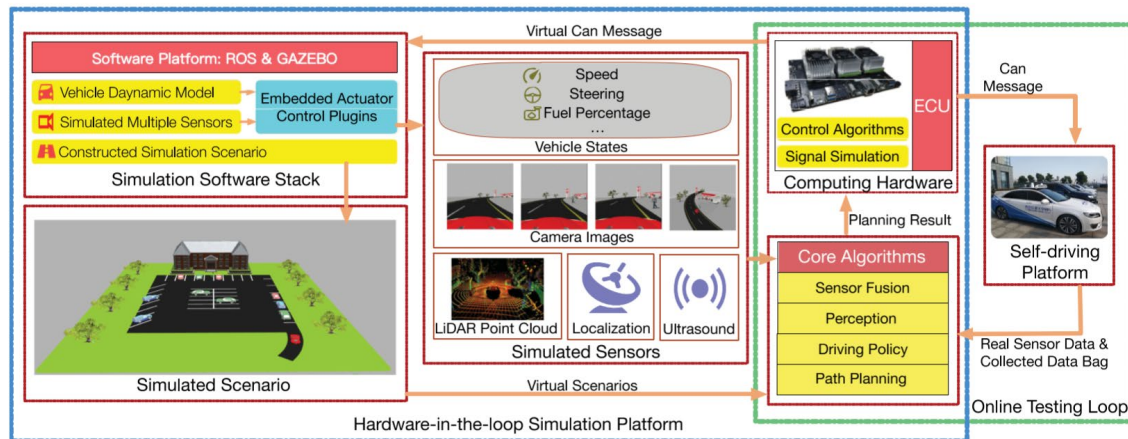 Virtual Can Message
Software Platform: ROS & GAZEBO
Vehicle Daynamic Model
Simulated Multiple Sensors
Embedded Actuator
Control Plugins
Constructed Simulation Scenario
Simulation Software Stack
Speed
Steering
Fuel Percentage
...
Vehicle States
Camera Images
LiDAR Point Cloud
Localization
Ultrasound
Simulated Sensors
Simulated Scenario
Virtual Scenarios
Control Algorithms
Signal Simulation
ECU
Computing Hardware
Planning Result
Core Algorithms
Sensor Fusion
Perception
Driving Policy
Path Planning
Can
Message
Self-driving
Platform
Real Sensor Data &
Collected Data Bag
Online Testing Loop
Hardware-in-the-loop Simulation Platform